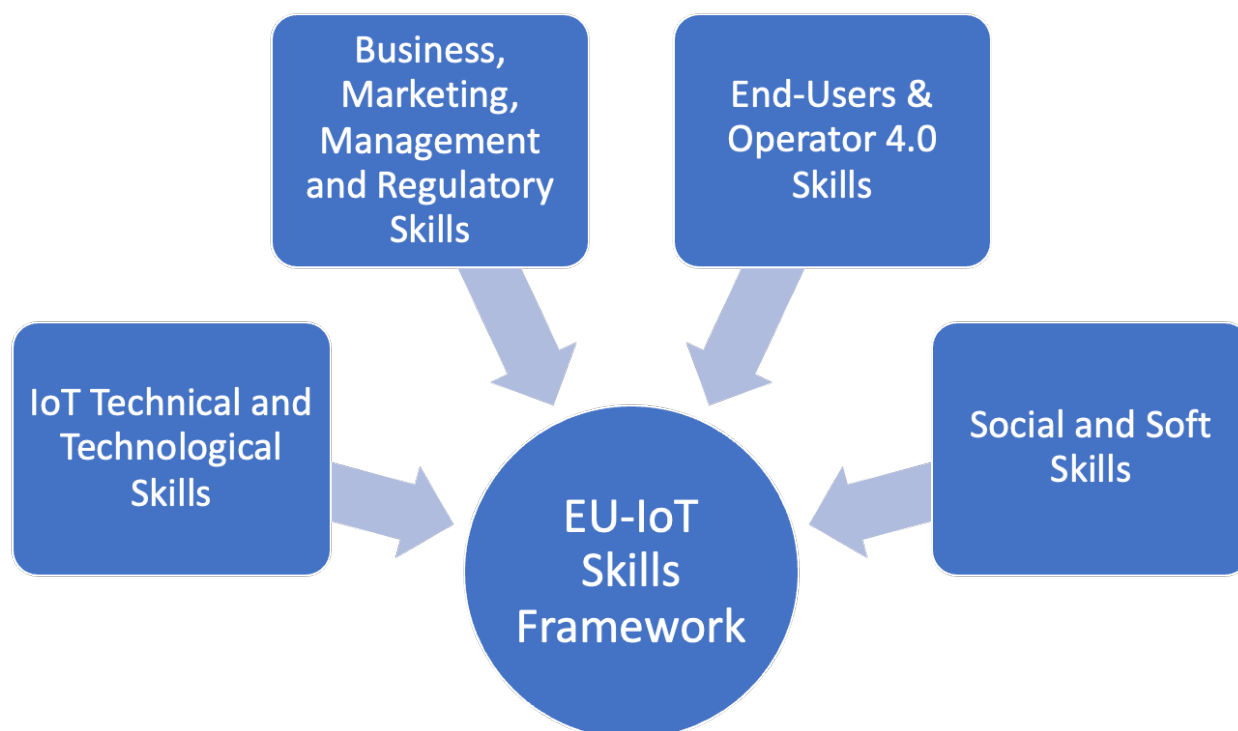 Business,
Marketing,
Management
and Regulatory
Skills
End-Users &
Operator 4.0
Skills
IoT Technical and
Technological
Skills
Social and Soft
Skills
EU-IoT
Skills
Framework